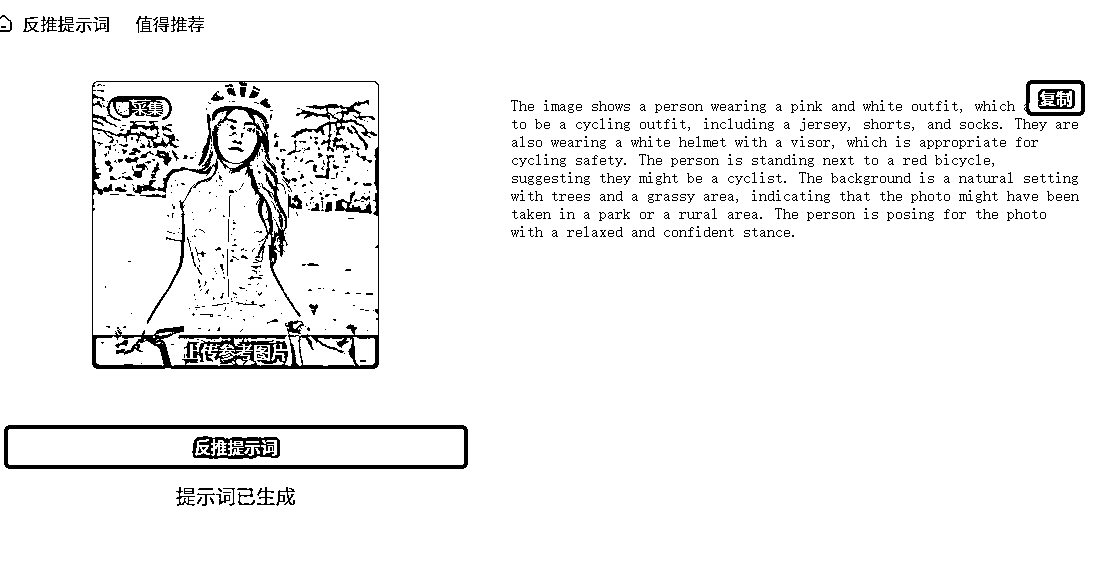 反推提示词 值得推荐
采集
上传参考图片
反推提示词
提示词已生成
复制
The image shows a person wearing a pink and white outfit, which
to be a cycling outfit, including a jersey, shorts, and socks. They are
also wearing a white helmet with a visor, which is appropriate for
cycling safety. The person is standing next to a red bicycle,
suggesting they might be a cyclist. The background is a natural setting
with trees and a grassy area, indicating that the photo might have been
taken in a park or a rural area. The person is posing for the photo
with a relaxed and confident stance.